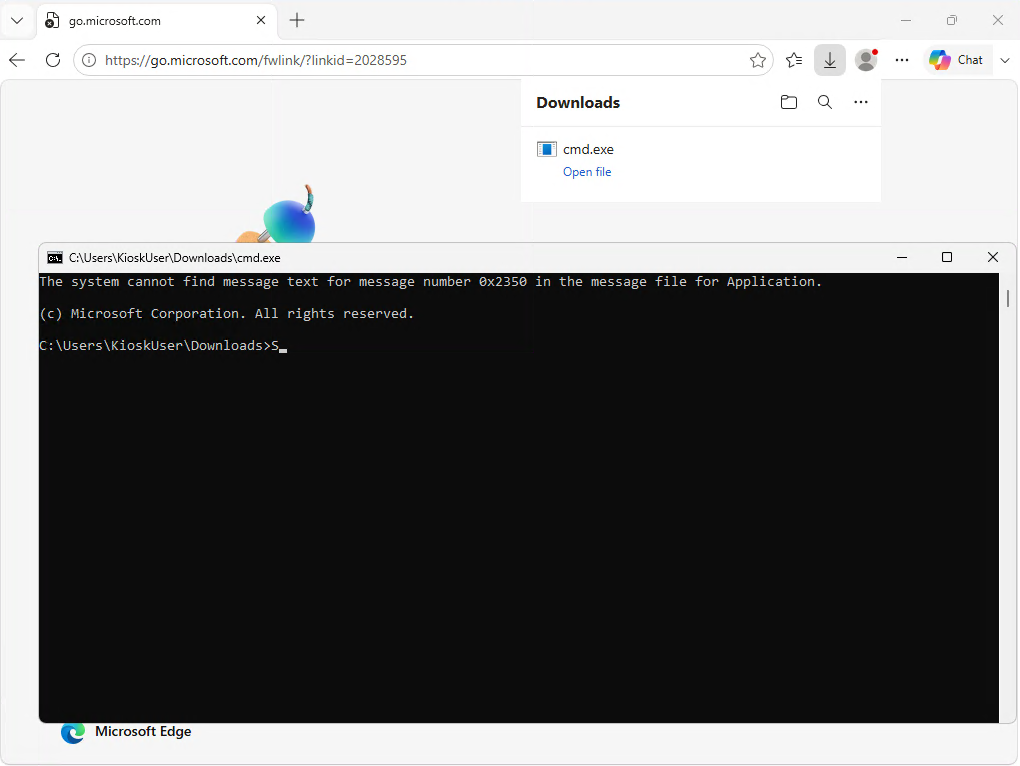 go.microsoft.com
https://go.microsoft.com/fwlink/?linkid=2028595
Chat
Downloads
cmd.exe
Open file
C:\Users\KioskUser\Downloads\cmd.exe
The system cannot find message text for message number 0x2350 in the message file for Application.
(c) Microsoft Corporation. All rights reserved.
C:\Users\KioskUser\Downloads>S_
Microsoft Edge